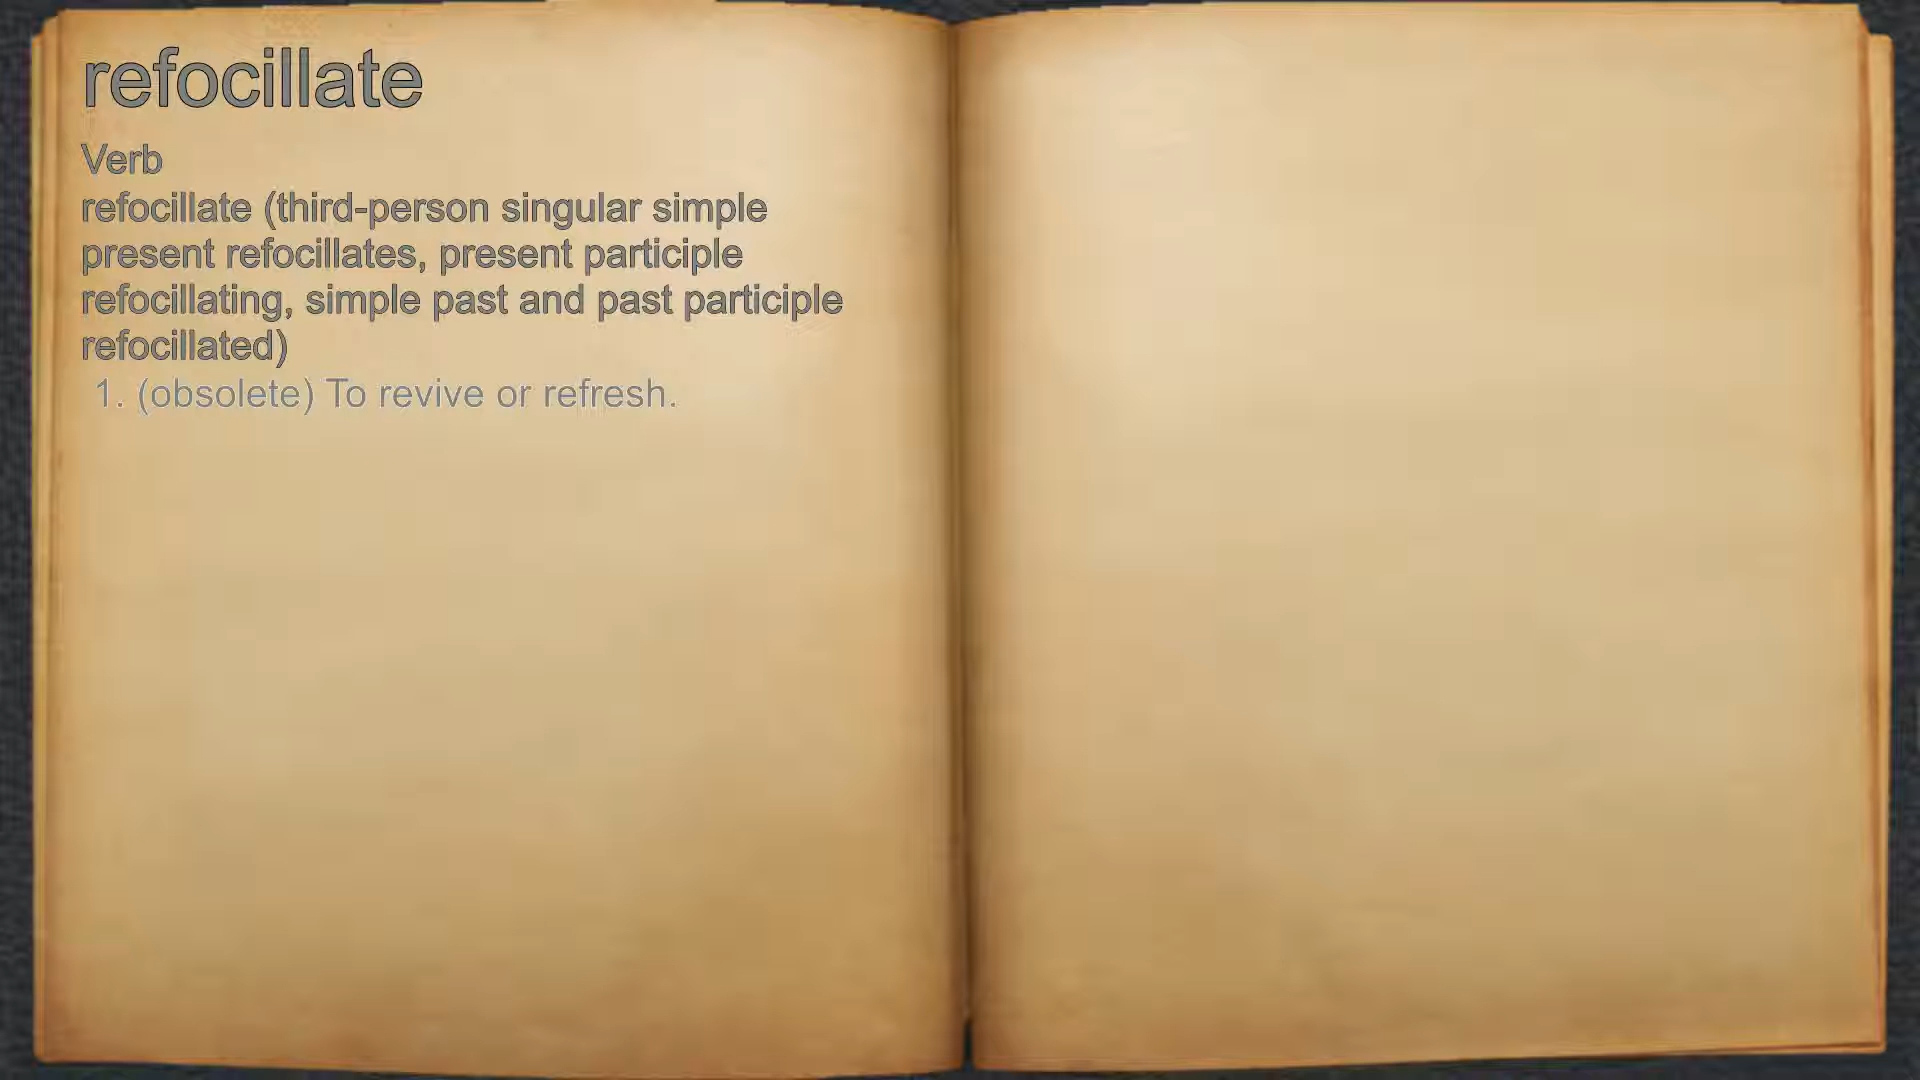 refocillate
Verb
refocillate (third-person singular simple
present refocillates, present participle
refocillating, simple past and past participle
refocillated)
1. (obsolete) To revive or refresh.